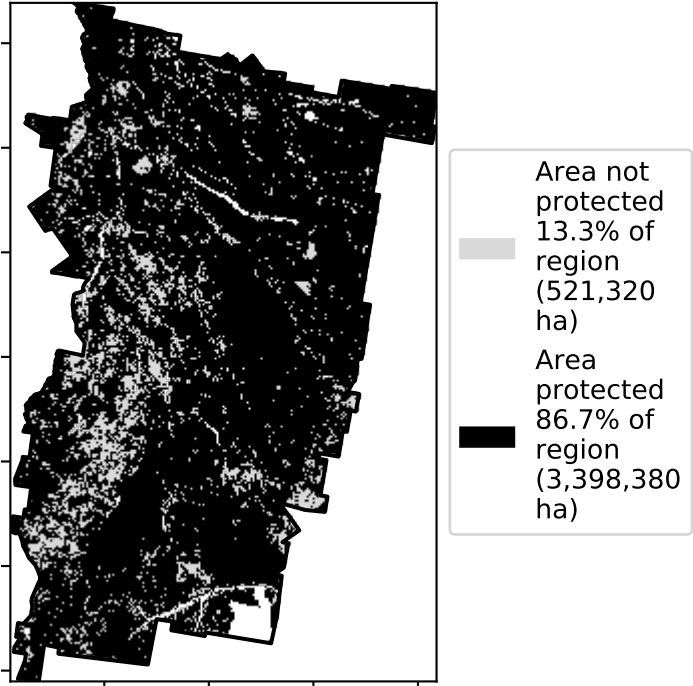 Area not
protected
13.3% of
region
(521,320
ha)
Area
protected
86.7% of
region
(3,398,380
ha)